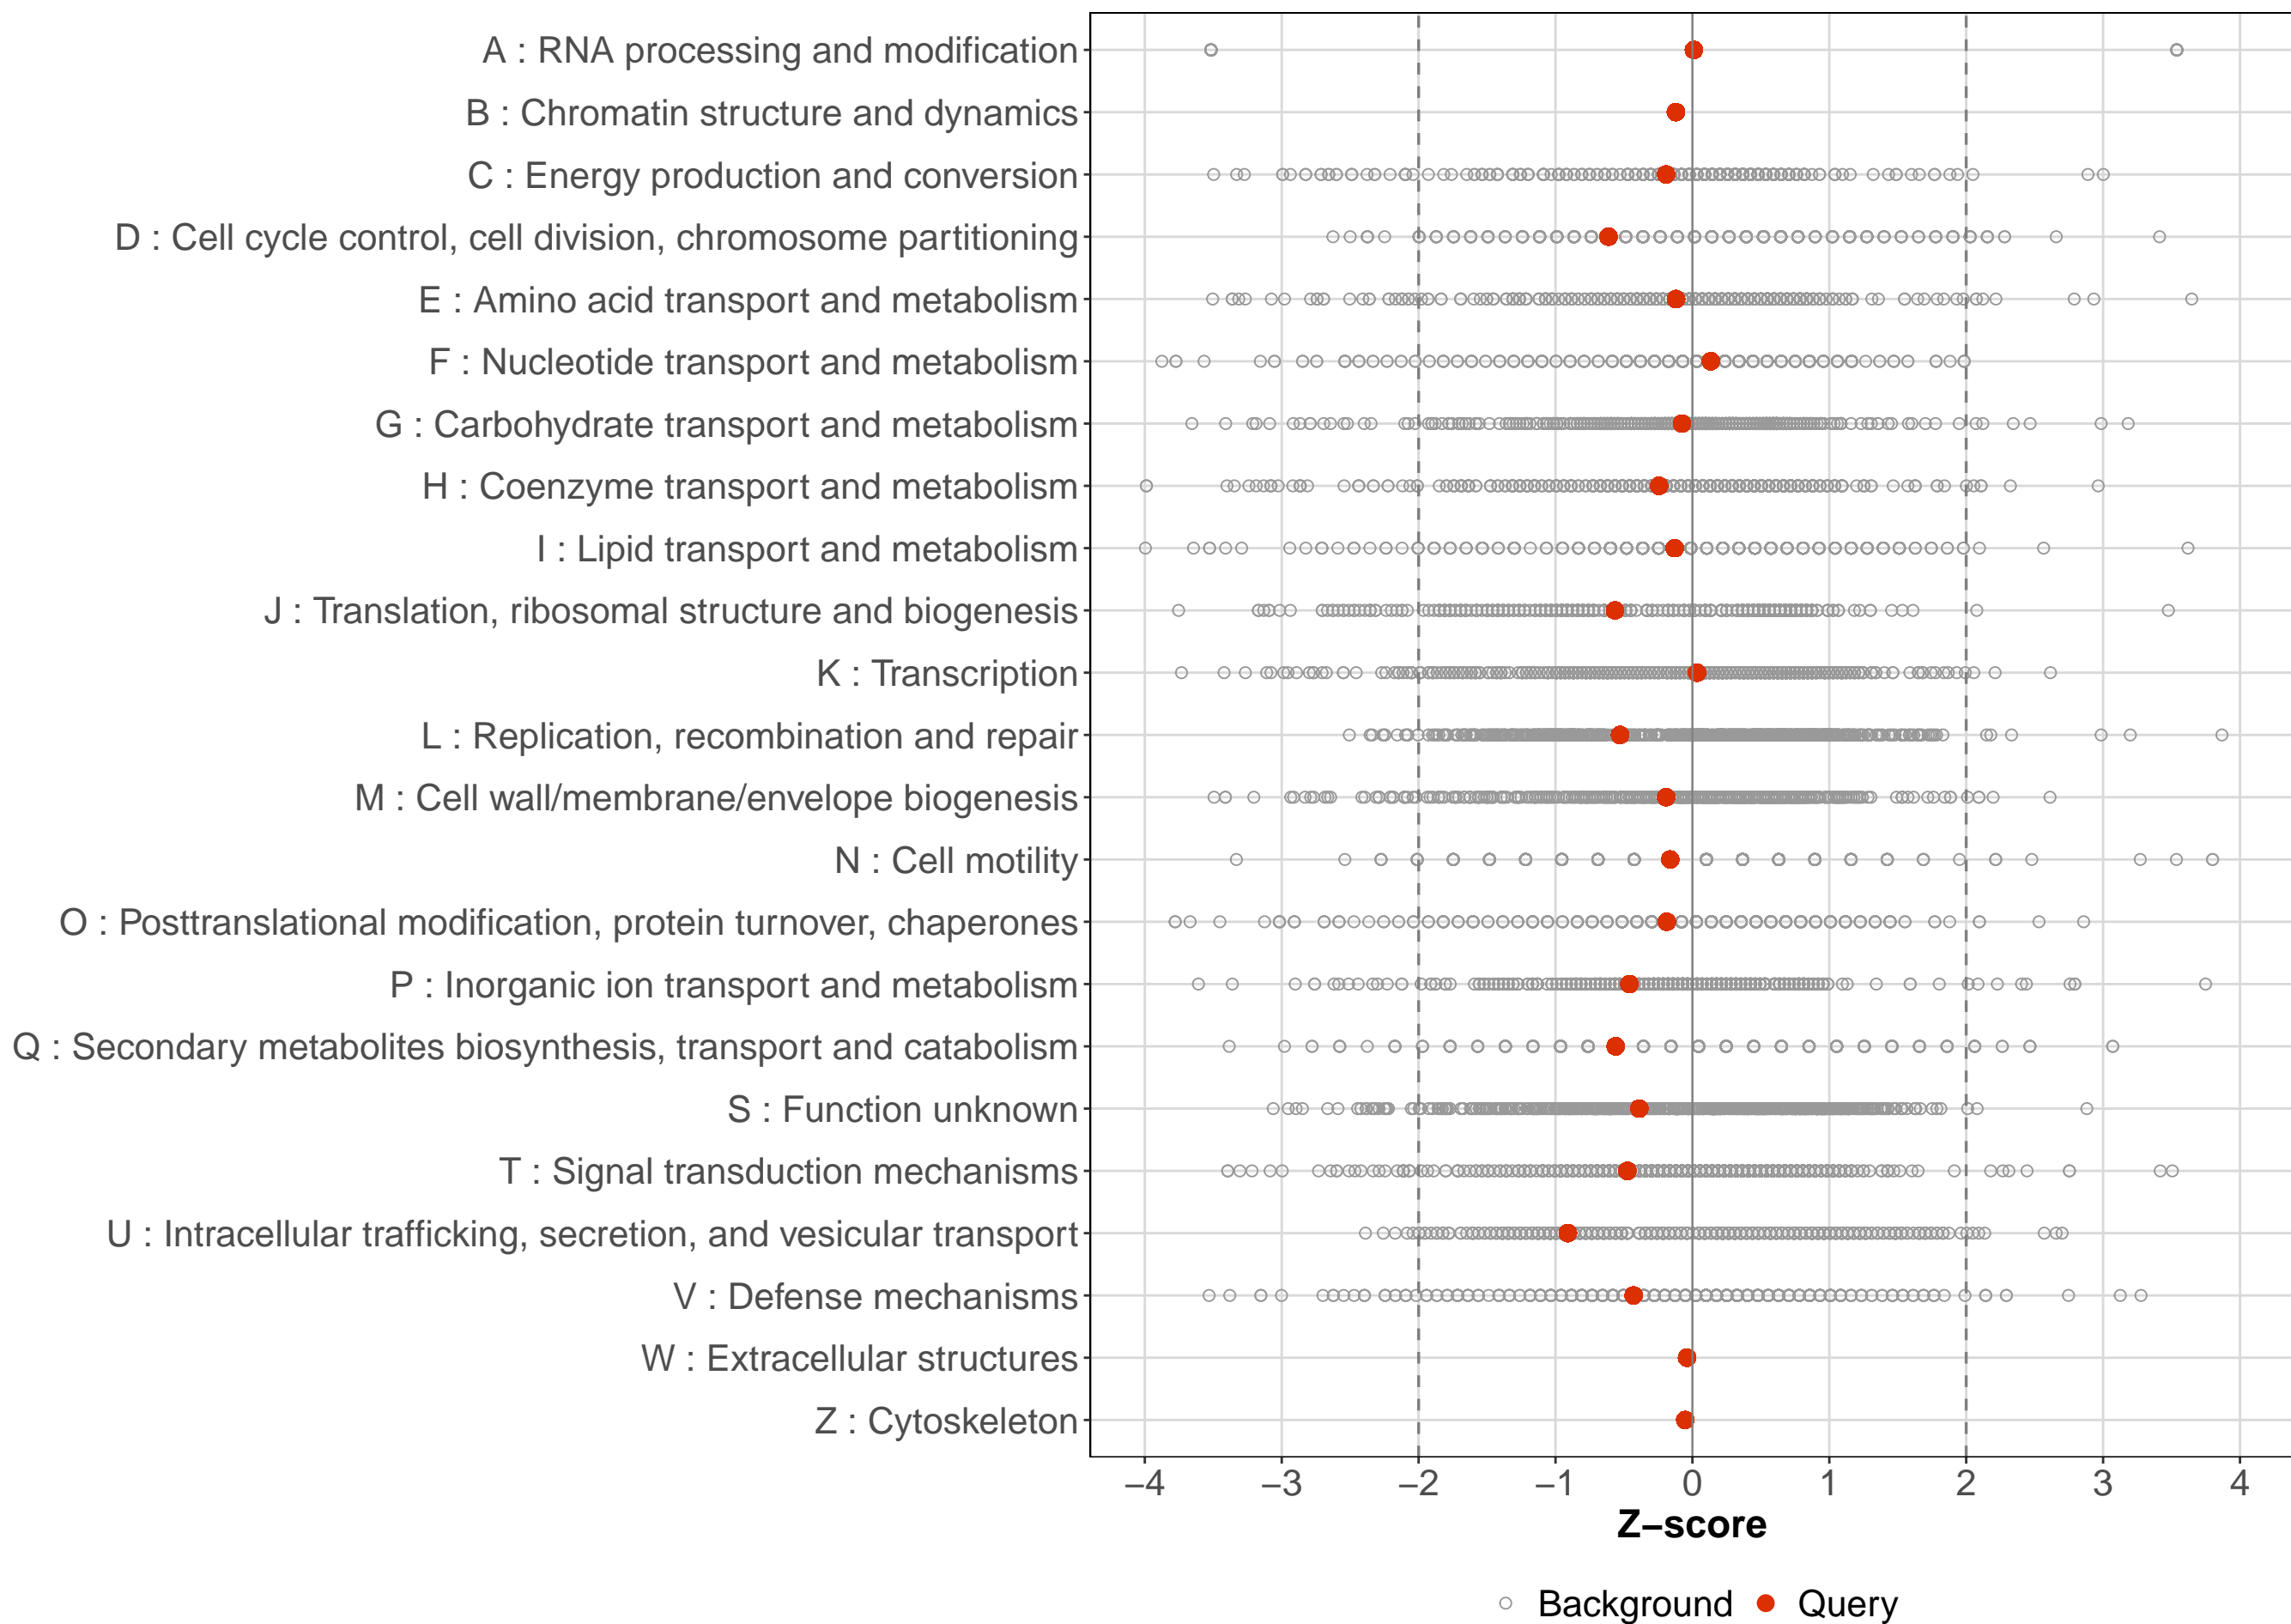 A : RNA processing and modification
B : Chromatin structure and dynamics
C : Energy production and conversion
D : Cell cycle control, cell division, chromosome partitioning
E : Amino acid transport and metabolism
F : Nucleotide transport and metabolism
G : Carbohydrate transport and metabolism
H : Coenzyme transport and metabolism
I : Lipid transport and metabolism
J : Translation, ribosomal structure and biogenesis
K : Transcription
L : Replication, recombination and repair
M : Cell wall/membrane/envelope biogenesis
N : Cell motility
O : Posttranslational modification, protein turnover, chaperones
P : Inorganic ion transport and metabolism
Q : Secondary metabolites biosynthesis, transport and catabolism
S : Function unknown
T : Signal transduction mechanisms
U : Intracellular trafficking, secretion, and vesicular transport
V : Defense mechanisms
W : Extracellular structures
Z : Cytoskeleton
−4 −3 −2 −1 0 1 2 3 4
Z−score
Background Query